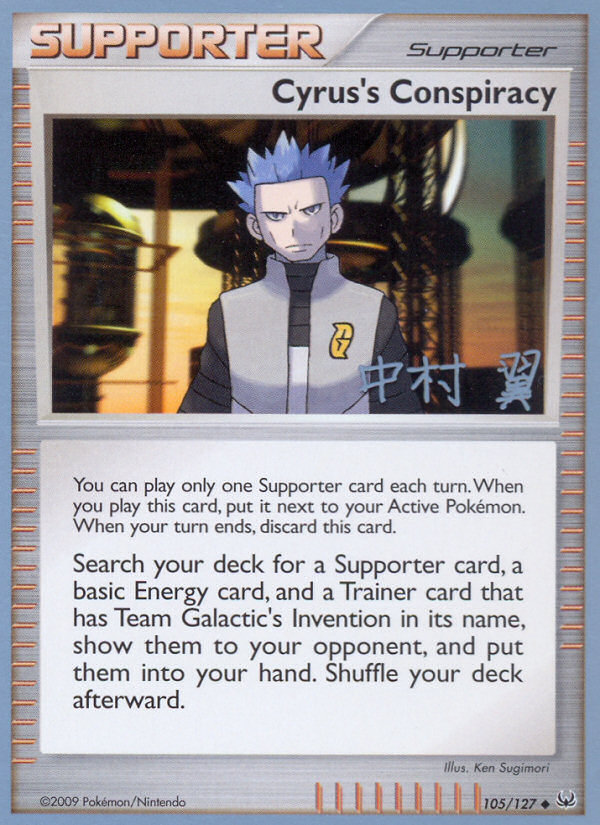 SUPPORTER
Supporter
Cyrus's Conspiracy
中村 翼
You can play only one Supporter card each turn. When
you play this card, put it next to your Active Pokémon.
When your turn ends, discard this card.
Search your deck for a Supporter card, a
basic Energy card, and a Trainer card that
has Team Galactic's Invention in its name,
show them to your opponent, and put
them into your hand. Shuffle your deck
afterward.
Illus. Ken Sugimori
©2009 Pokémon/Nintendo
105/127